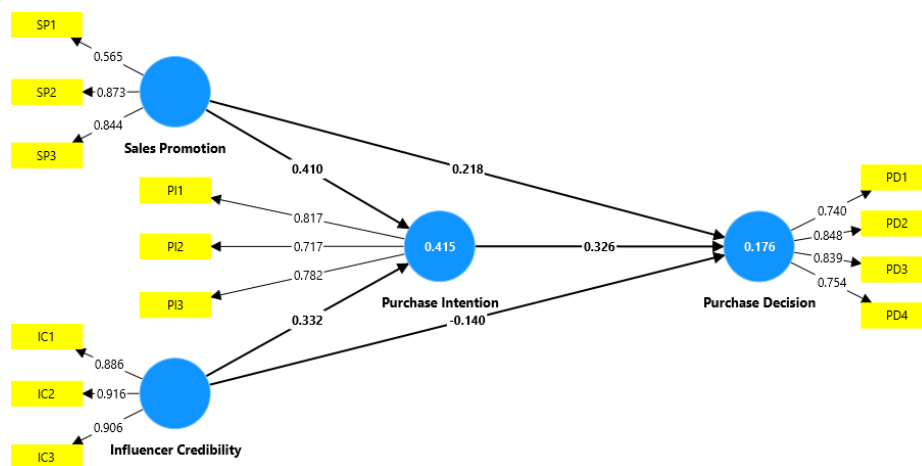 SP1
0.565
SP2
0.873
0.844
SP3
Sales Promotion
0.410
0.218
PI1
0.817
PI2
0.717
0.782
PI3
0.415
Purchase Intention
0.326
0.176
Purchase Decision
PD1
0.740
PD2
0.848
0.839
PD3
0.754
PD4
0.332
-0.140
IC1
0.886
IC2
0.916
0.906
IC3
Influencer Credibility